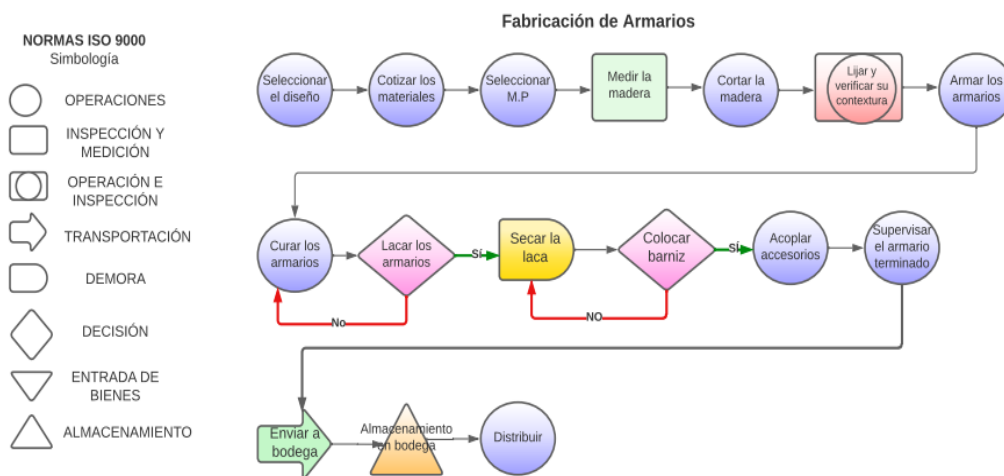 Fabricación de Armarios
NORMAS ISO 9000
Simbología
OPERACIONES
INSPECCIÓN Y
MEDICIÓN
OPERACIÓN E
INSPECCIÓN
TRANSPORTACIÓN
DEMORA
DECISIÓN
ENTRADA DE
BIENES
ALMACENAMIENTO
Seleccionar
el diseño
Cotizar los
materiales
Seleccionar
M.P
Medir la
madera
Cortar la
madera
Lijar y
verificar su
contextura
Armar los
armarios
Curar los
armarios
Lacar los
armarios
Sí
No
Secar la
laca
Colocar
barniz
SÍ
NO
Acoplar
accesorios
Supervisar
el armario
terminado
Enviar a
bodega
Almacenamiento
en bodega
Distribuir